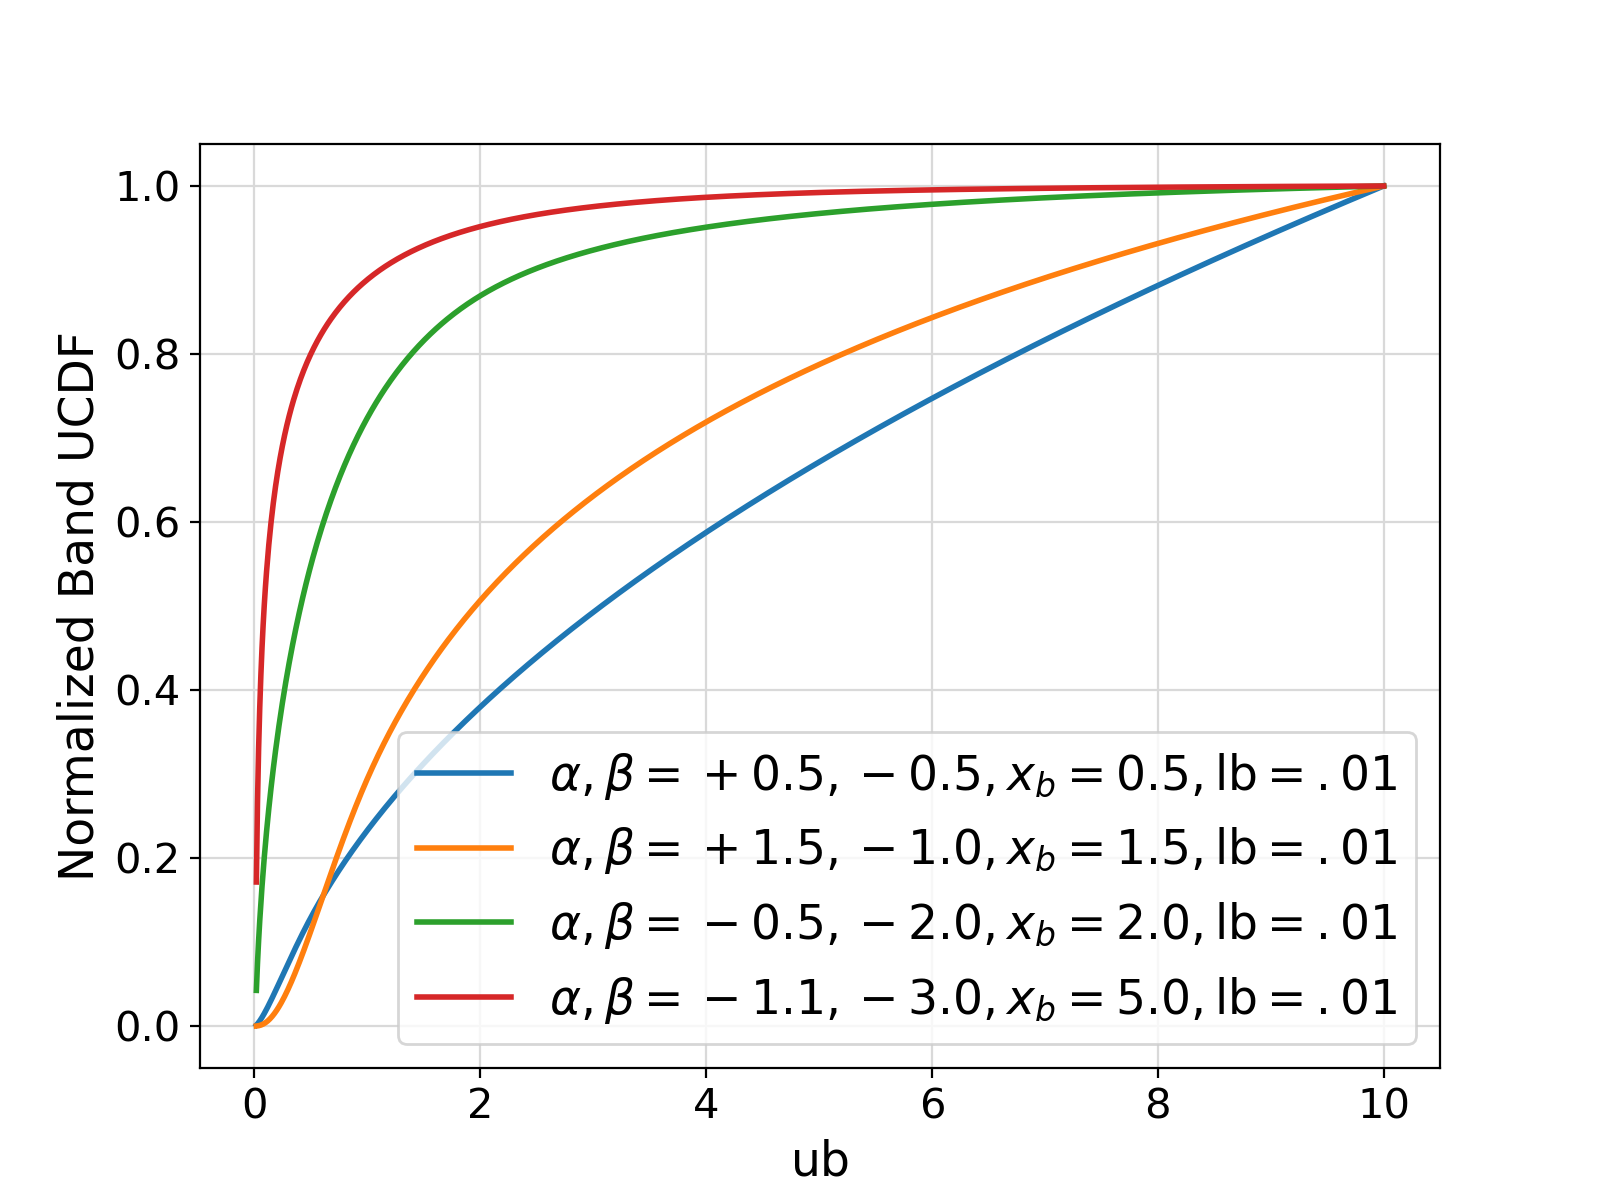 Normalized Band UCDF
1.0
0.8
0.6
0.4
0.2
0.0
α, β = +0.5, −0.5, x_b = 0.5, lb = .01
α, β = +1.5, −1.0, x_b = 1.5, lb = .01
α, β = −0.5, −2.0, x_b = 2.0, lb = .01
α, β = −1.1, −3.0, x_b = 5.0, lb = .01
0 2 4 6 8 10
ub